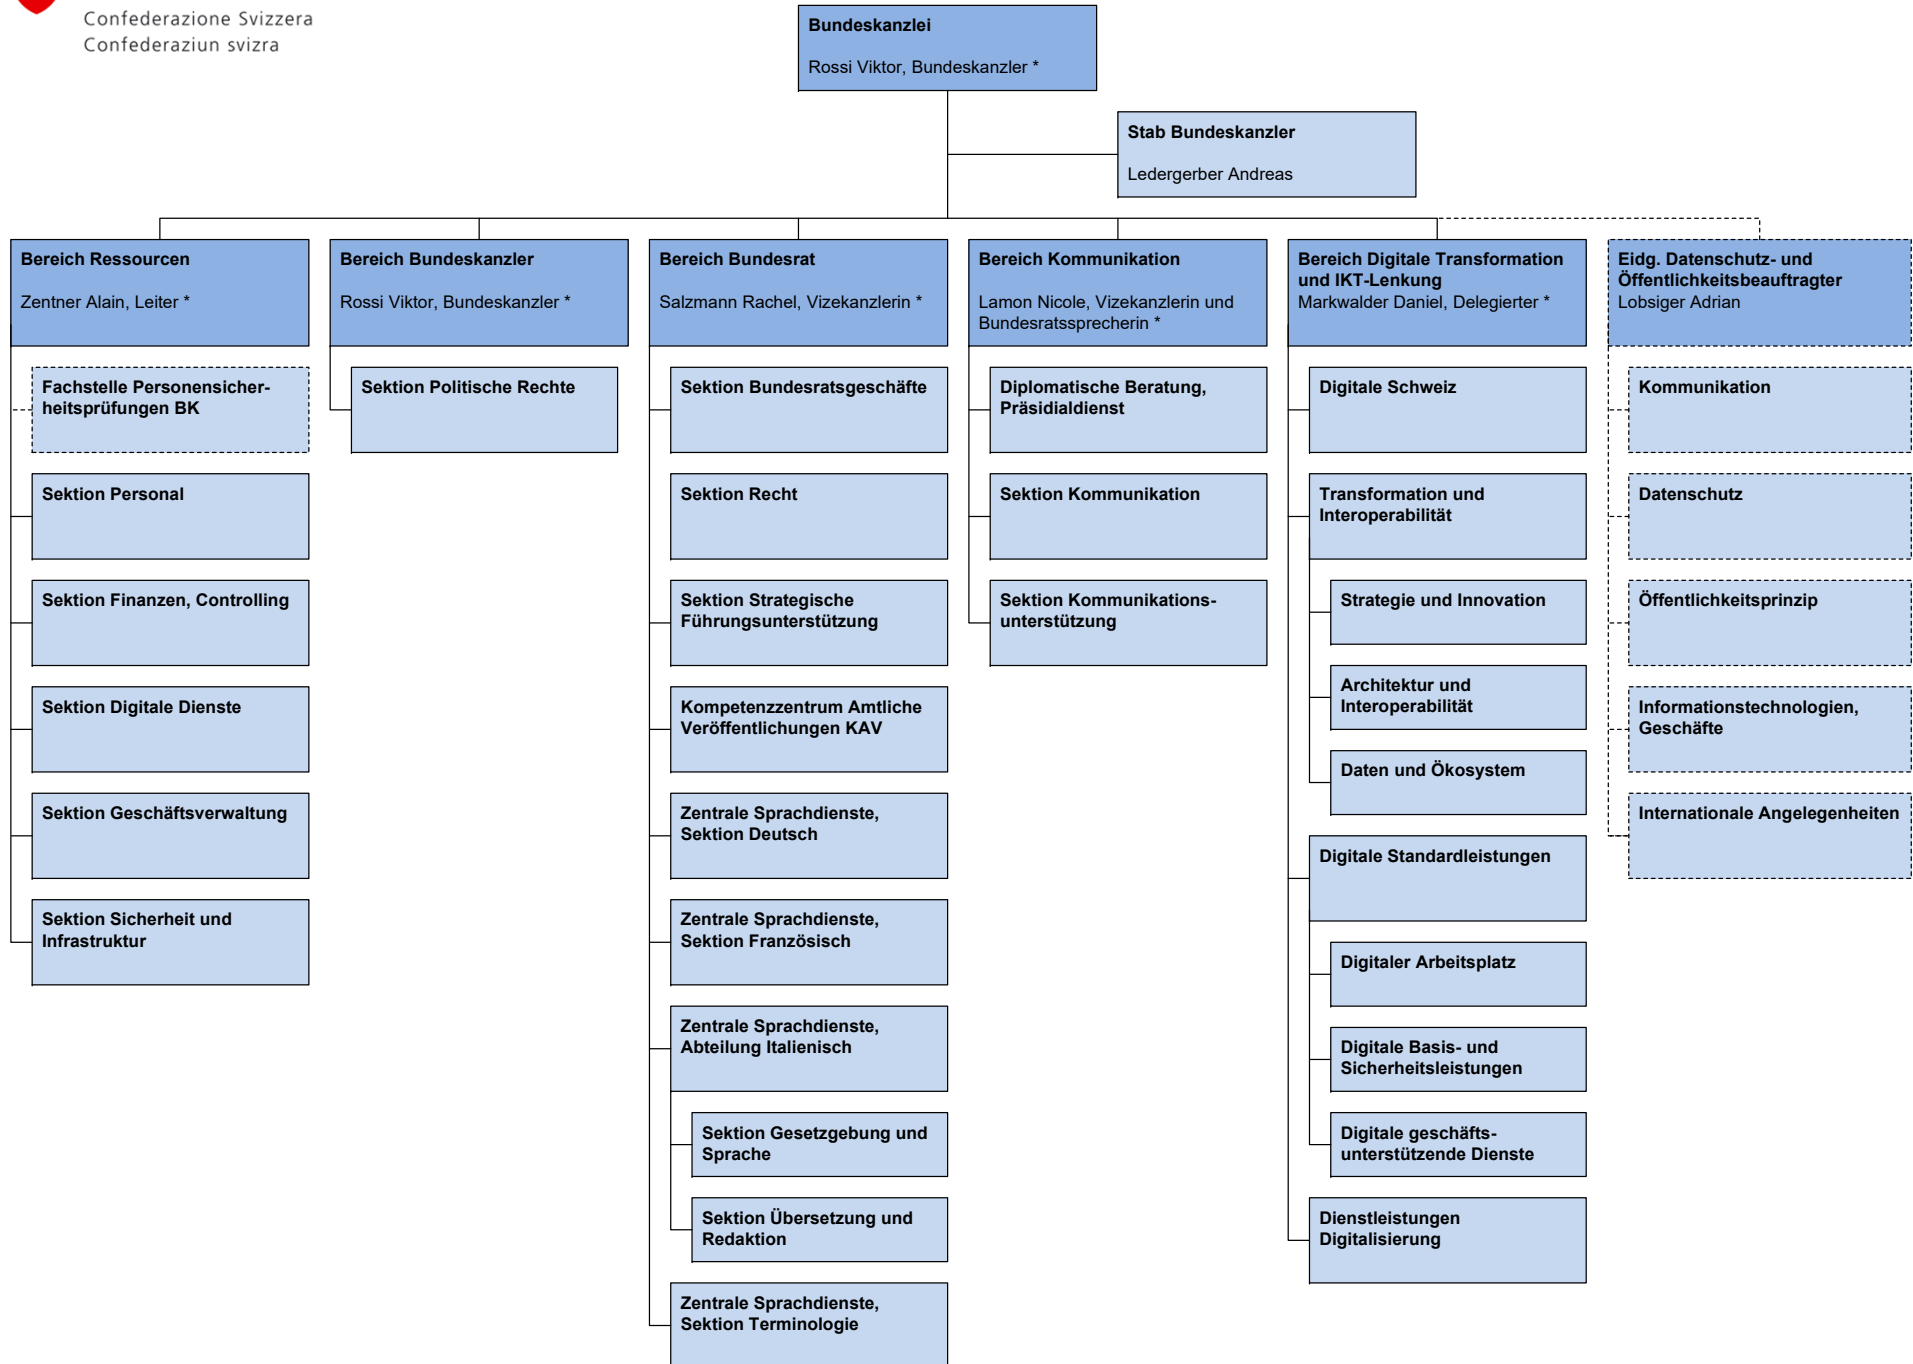 Confederazione Svizzera
Confederaziun svizra
Bundeskanzlei
Rossi Viktor, Bundeskanzler *
Stab Bundeskanzler
Ledergerber Andreas
Bereich Ressourcen
Zentner Alain, Leiter *
Fachstelle Personensicher-
heitsprüfungen BK
Sektion Personal
Sektion Finanzen, Controlling
Sektion Digitale Dienste
Sektion Geschäftsverwaltung
Sektion Sicherheit und
Infrastruktur
Bereich Bundeskanzler
Rossi Viktor, Bundeskanzler *
Sektion Politische Rechte
Bereich Bundesrat
Salzmann Rachel, Vizekanzlerin *
Sektion Bundesratsgeschäfte
Sektion Recht
Sektion Strategische
Führungsunterstützung
Kompetenzzentrum Amtliche
Veröffentlichungen KAV
Zentrale Sprachdienste,
Sektion Deutsch
Zentrale Sprachdienste,
Sektion Französisch
Zentrale Sprachdienste,
Abteilung Italienisch
Sektion Gesetzgebung und
Sprache
Sektion Übersetzung und
Redaktion
Zentrale Sprachdienste,
Sektion Terminologie
Bereich Kommunikation
Lamon Nicole, Vizekanzlerin und
Bundesratssprecherin *
Diplomatische Beratung,
Präsidialdienst
Sektion Kommunikation
Sektion Kommunikations-
unterstützung
Bereich Digitale Transformation
und IKT-Lenkung
Markwalder Daniel, Delegierter *
Digitale Schweiz
Transformation und
Interoperabilität
Strategie und Innovation
Architektur und
Interoperabilität
Daten und Ökosystem
Digitale Standardleistungen
Digitaler Arbeitsplatz
Digitale Basis- und
Sicherheitsleistungen
Digitale geschäfts-
unterstützende Dienste
Dienstleistungen
Digitalisierung
Eidg. Datenschutz- und
Öffentlichkeitsbeauftragter
Lobsiger Adrian
Kommunikation
Datenschutz
Öffentlichkeitsprinzip
Informationstechnologien,
Geschäfte
Internationale Angelegenheiten